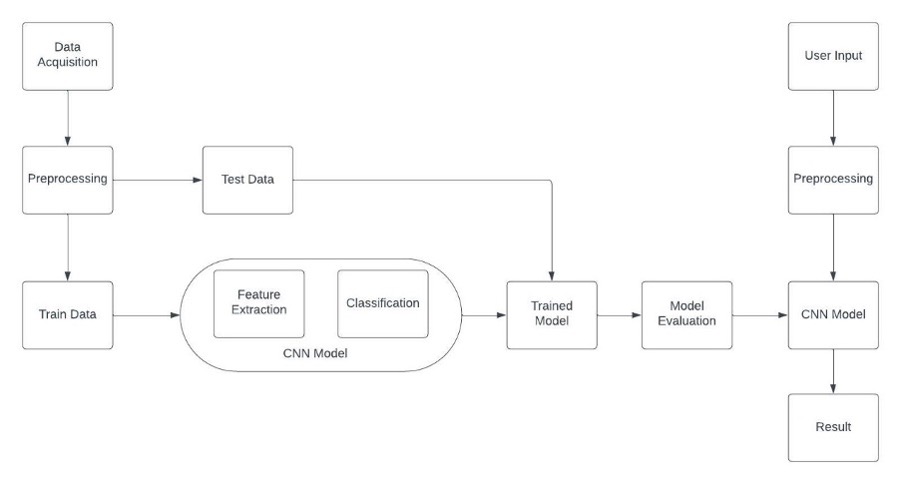 Data
Acquisition
User Input
Preprocessing
Test Data
Preprocessing
Train Data
Feature
Extraction
Classification
CNN Model
Trained
Model
Model
Evaluation
CNN Model
Result